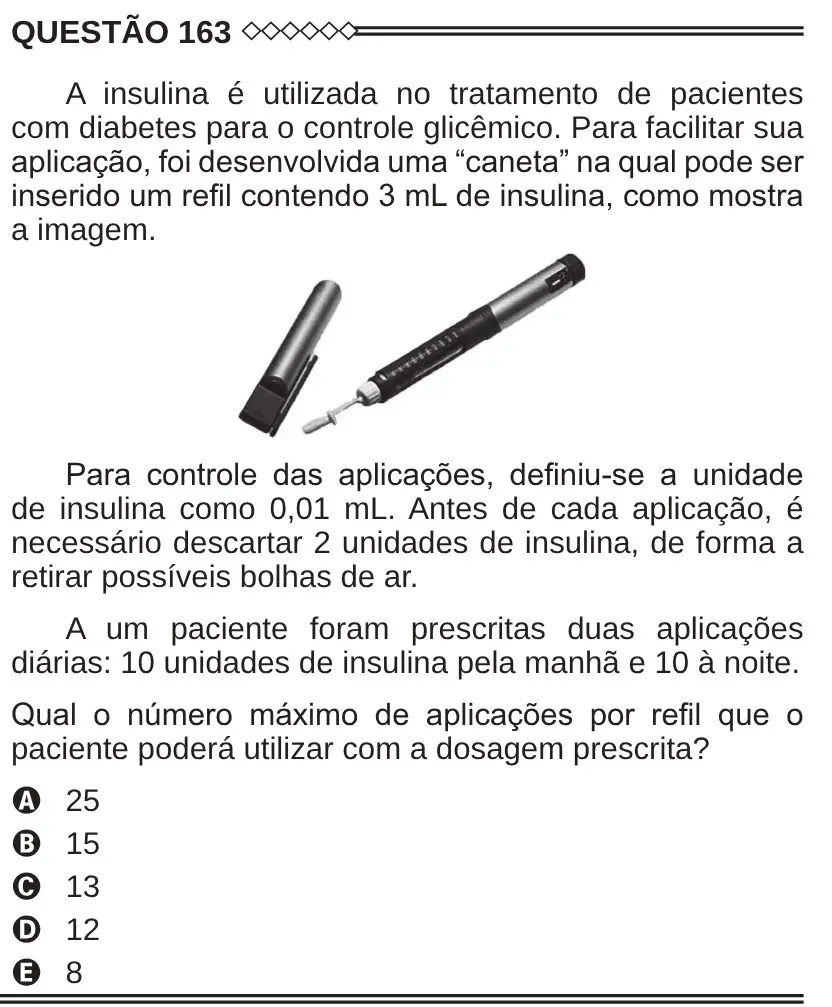 QUESTÃO 163
A insulina é utilizada no tratamento de pacientes
com diabetes para o controle glicêmico. Para facilitar sua
aplicação, foi desenvolvida uma “caneta” na qual pode ser
inserido um refil contendo 3 mL de insulina, como mostra
a imagem.
Para controle das aplicações, definiu-se a unidade
de insulina como 0,01 mL. Antes de cada aplicação, é
necessário descartar 2 unidades de insulina, de forma a
retirar possíveis bolhas de ar.
A um paciente foram prescritas duas aplicações
diárias: 10 unidades de insulina pela manhã e 10 à noite.
Qual o número máximo de aplicações por refil que o
paciente poderá utilizar com a dosagem prescrita?
A 25
B 15
C 13
D 12
E 8